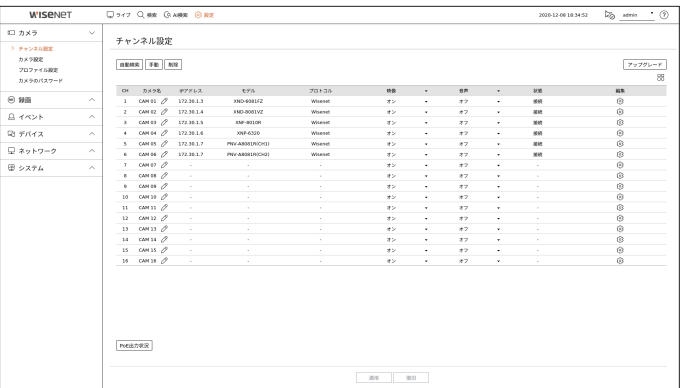 WISENET ライブ 検索 AI検索 設定 2020-12-08 18:34:52 admin
カメラ
チャンネル設定
カメラ設定
プロファイル設定
カメラのパスワード
録画
イベント
デバイス
ネットワーク
システム
チャンネル設定
自動検索 手動 削除 アップグレード
CH カメラ名 IPアドレス モデル プロトコル 映像 音声 状態 編集
1 CAM 01 172.30.1.3 XND-6081FZ Wisenet オン オフ 接続
2 CAM 02 172.30.1.4 XND-8081VZ Wisenet オン オフ 接続
3 CAM 03 172.30.1.5 XNF-8010R Wisenet オン オフ 接続
4 CAM 04 172.30.1.6 XNP-6320 Wisenet オン オフ 接続
5 CAM 05 172.30.1.7 PNV-A8081R(CH1) Wisenet オン オフ 接続
6 CAM 06 172.30.1.7 PNV-A8081R(CH2) Wisenet オン オフ 接続
7 CAM 07 - - - オン オフ -
8 CAM 08 - - - オン オフ -
9 CAM 09 - - - オン オフ -
10 CAM 10 - - - オン オフ -
11 CAM 11 - - - オン オフ -
12 CAM 12 - - - オン オフ -
13 CAM 13 - - - オン オフ -
14 CAM 14 - - - オン オフ -
15 CAM 15 - - - オン オフ -
16 CAM 16 - - - オン オフ -
PoE出力状況
適用 復旧